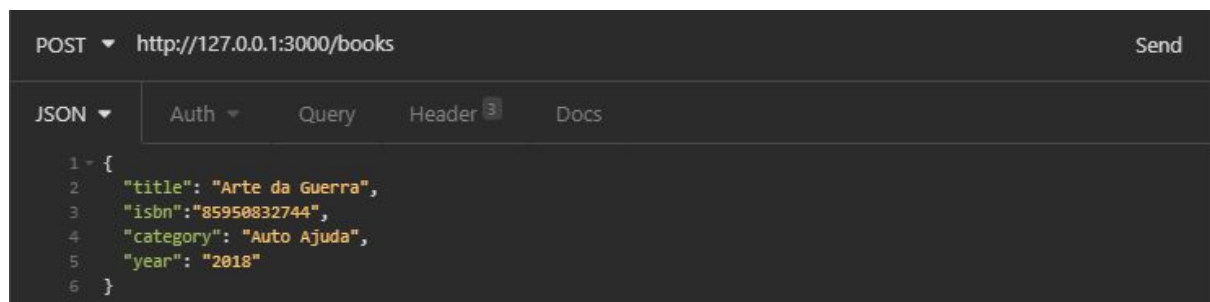 POST http://127.0.0.1:3000/books Send
JSON Auth Query Header 3 Docs
1 {
2 "title": "Arte da Guerra",
3 "isbn":"85950832744",
4 "category": "Auto Ajuda",
5 "year": "2018"
6 }